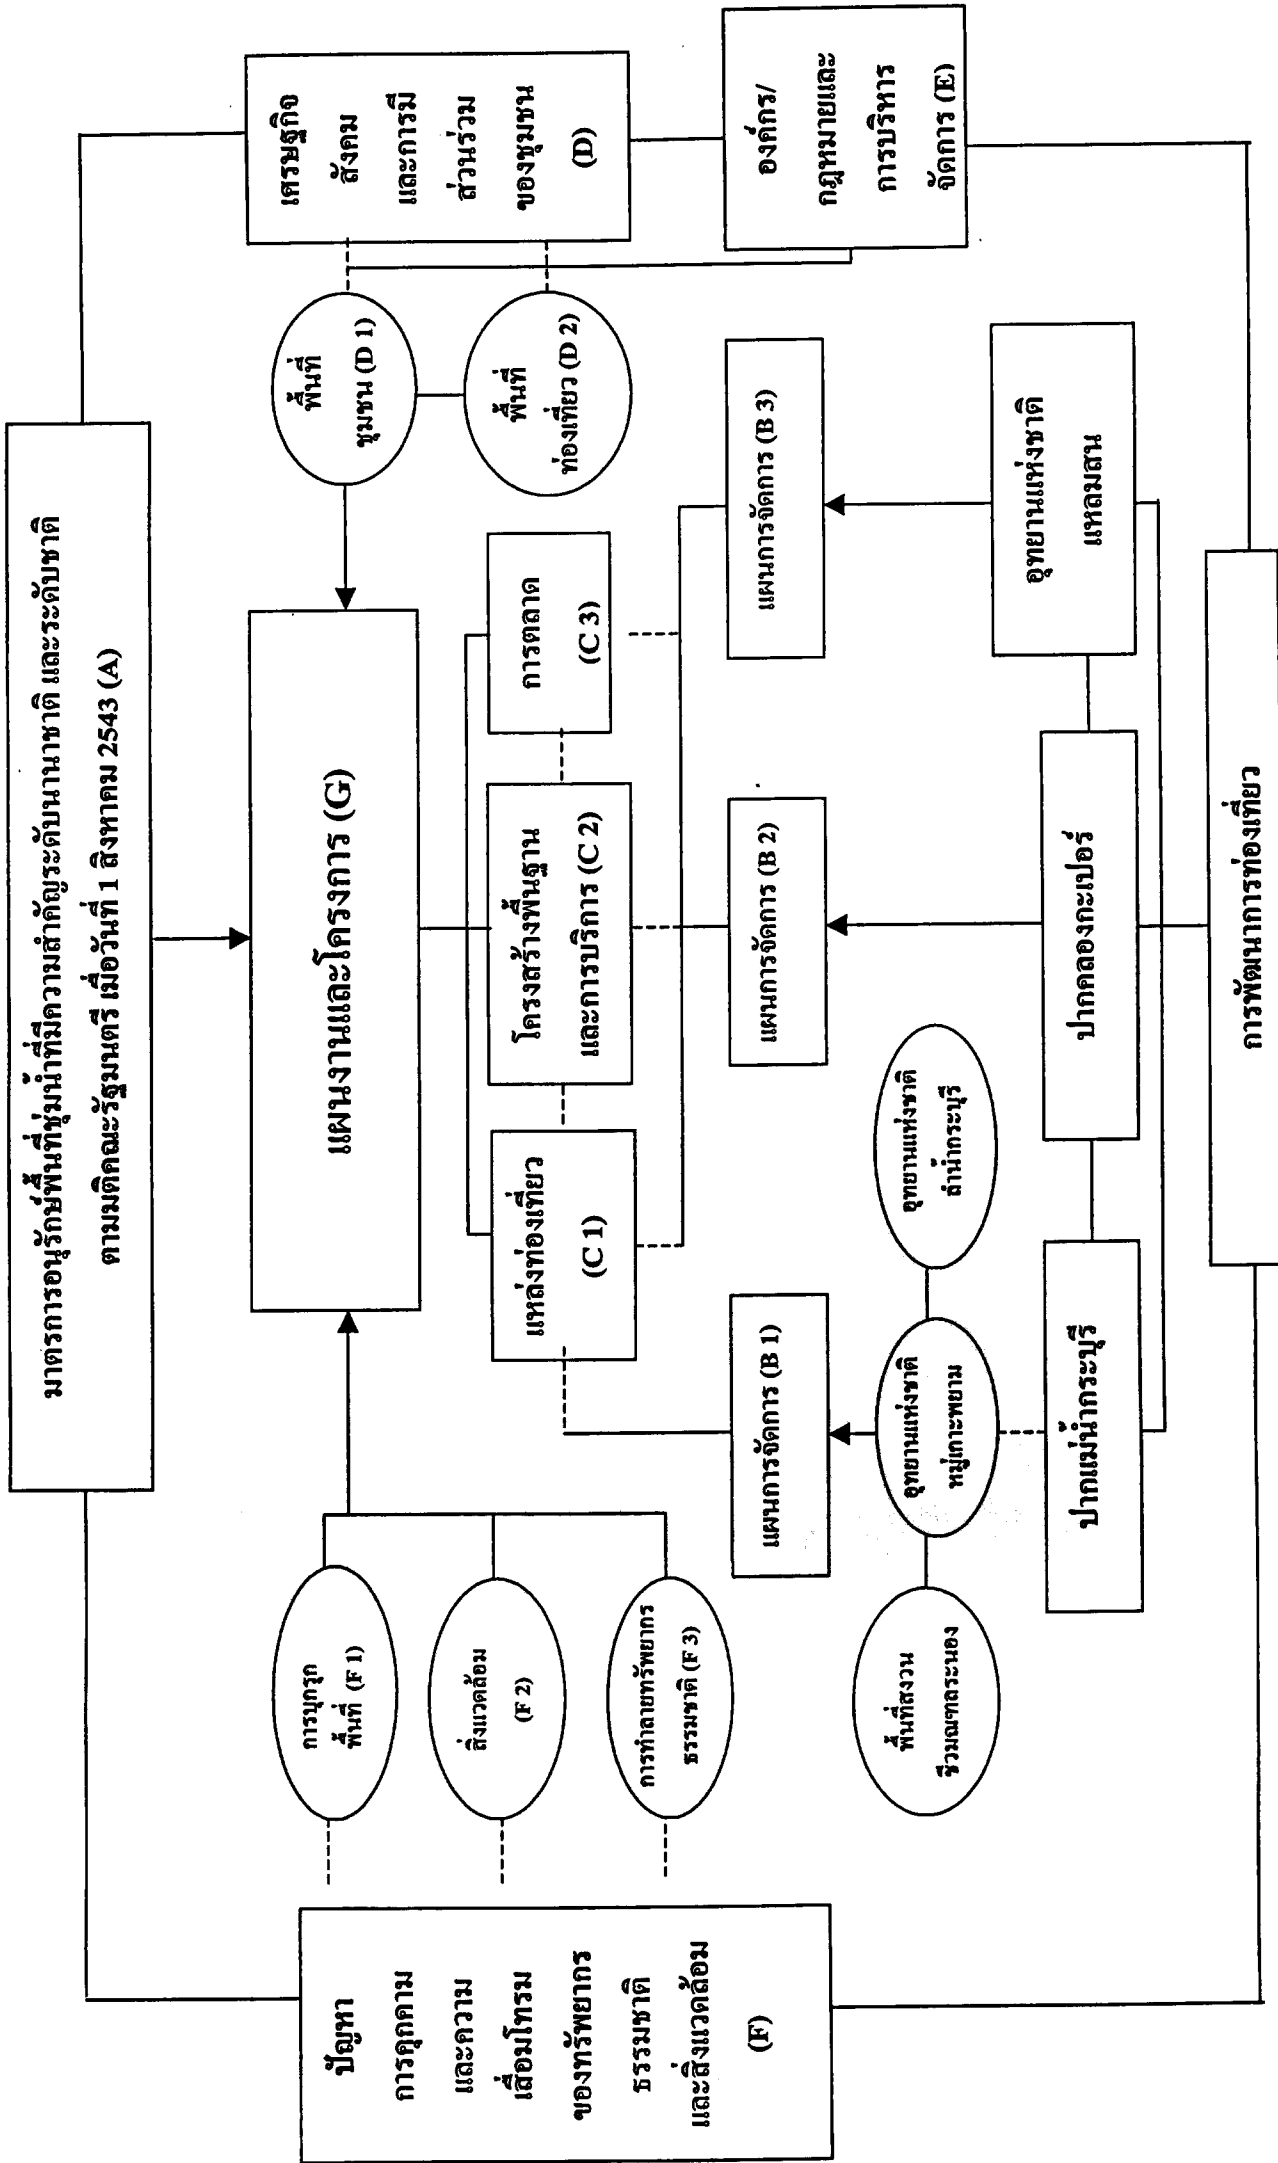 มาตรการอนุรักษ์พื้นที่ชุ่มน้ำที่มีความสำคัญระดับนานาชาติ และระดับชาติ
ตามมติคณะรัฐมนตรี เมื่อวันที่ 1 สิงหาคม 2543 (A)
ปัญหา
การคุกคาม
และความ
เสื่อมโทรม
ของทรัพยากร
ธรรมชาติ
และสิ่งแวดล้อม
(F)
การบุกรุก
พื้นที่ (F 1)
สิ่งแวดล้อม
(F 2)
การทำลายทรัพยากร
ธรรมชาติ (F 3)
แผนงานและโครงการ (G)
พื้นที่
ชุมชน (D 1)
พื้นที่
ท่องเที่ยว (D 2)
เศรษฐกิจ
สังคม
และการมี
ส่วนร่วม
ของชุมชน
(D)
แหล่งท่องเที่ยว
(C 1)
โครงสร้างพื้นฐาน
และการบริการ (C 2)
การตลาด
(C 3)
องค์กร/
กฎหมายและ
การบริหาร
จัดการ (E)
แผนการจัดการ (B 1)
แผนการจัดการ (B 2)
แผนการจัดการ (B 3)
พื้นที่สงวน
ชีวมณฑลระนอง
อุทยานแห่งชาติ
หมู่เกาะพยาม
อุทยานแห่งชาติ
ลำน้ำกระบุรี
ปากแม่น้ำกระบุรี
ปากคลองกะเปอร์
อุทยานแห่งชาติ
แหลมสน
การพัฒนาการท่องเที่ยว